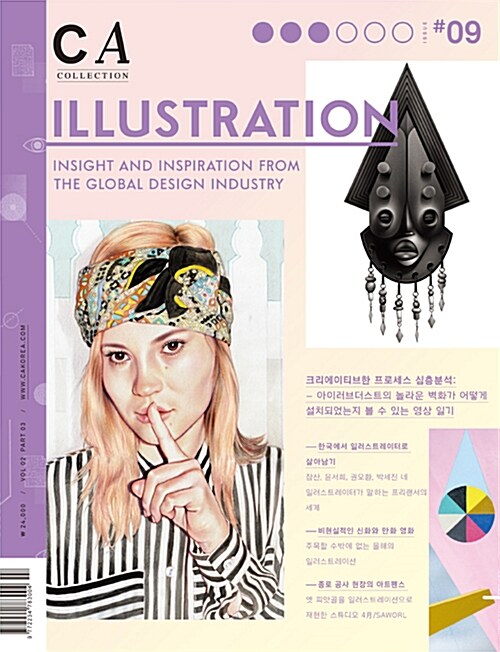 CA
COLLECTION
ISSUE #09
ILLUSTRATION
INSIGHT AND INSPIRATION FROM
THE GLOBAL DESIGN INDUSTRY
크리에이티브한 프로세스 심층분석:
– 아이러브더스트의 놀라운 벽화가 어떻게
설치되었는지 볼 수 있는 영상 일기
—한국에서 일러스트레이터로
살아남기
잠산, 윤서희, 권오환, 박세진 네
일러스트레이터가 말하는 프리랜서의
세계
—비현실적인 신화와 만화 영화
주목할 수밖에 없는 올해의
일러스트레이션
—종로 공사 현장의 아트펜스
옛 피맛골을 일러스트레이션으로
재현한 스튜디오 4月/SAWORL
₩ 24,000 / VOL 02 PART 03 / WWW.CAKOREA.COM
9 772234 783004